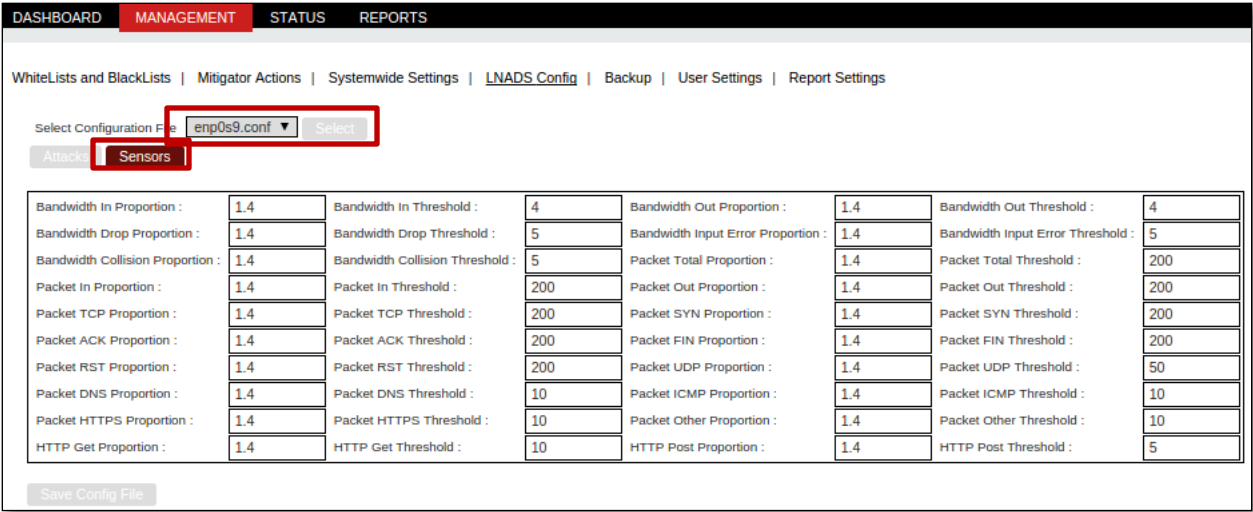 DASHBOARD MANAGEMENT STATUS REPORTS
WhiteLists and BlackLists | Mitigator Actions | Systemwide Settings | LNADS Config | Backup | User Settings | Report Settings
Select Configuration File enp0s9.conf ▼ Select
Attacks Sensors
Bandwidth In Proportion : 1.4 Bandwidth In Threshold : 4 Bandwidth Out Proportion : 1.4 Bandwidth Out Threshold : 4
Bandwidth Drop Proportion : 1.4 Bandwidth Drop Threshold : 5 Bandwidth Input Error Proportion : 1.4 Bandwidth Input Error Threshold : 5
Bandwidth Collision Proportion : 1.4 Bandwidth Collision Threshold : 5 Packet Total Proportion : 1.4 Packet Total Threshold : 200
Packet In Proportion : 1.4 Packet In Threshold : 200 Packet Out Proportion : 1.4 Packet Out Threshold : 200
Packet TCP Proportion : 1.4 Packet TCP Threshold : 200 Packet SYN Proportion : 1.4 Packet SYN Threshold : 200
Packet ACK Proportion : 1.4 Packet ACK Threshold : 200 Packet FIN Proportion : 1.4 Packet FIN Threshold : 200
Packet RST Proportion : 1.4 Packet RST Threshold : 200 Packet UDP Proportion : 1.4 Packet UDP Threshold : 50
Packet DNS Proportion : 1.4 Packet DNS Threshold : 10 Packet ICMP Proportion : 1.4 Packet ICMP Threshold : 10
Packet HTTPS Proportion : 1.4 Packet HTTPS Threshold : 10 Packet Other Proportion : 1.4 Packet Other Threshold : 10
HTTP Get Proportion : 1.4 HTTP Get Threshold : 10 HTTP Post Proportion : 1.4 HTTP Post Threshold : 5
Save Config File